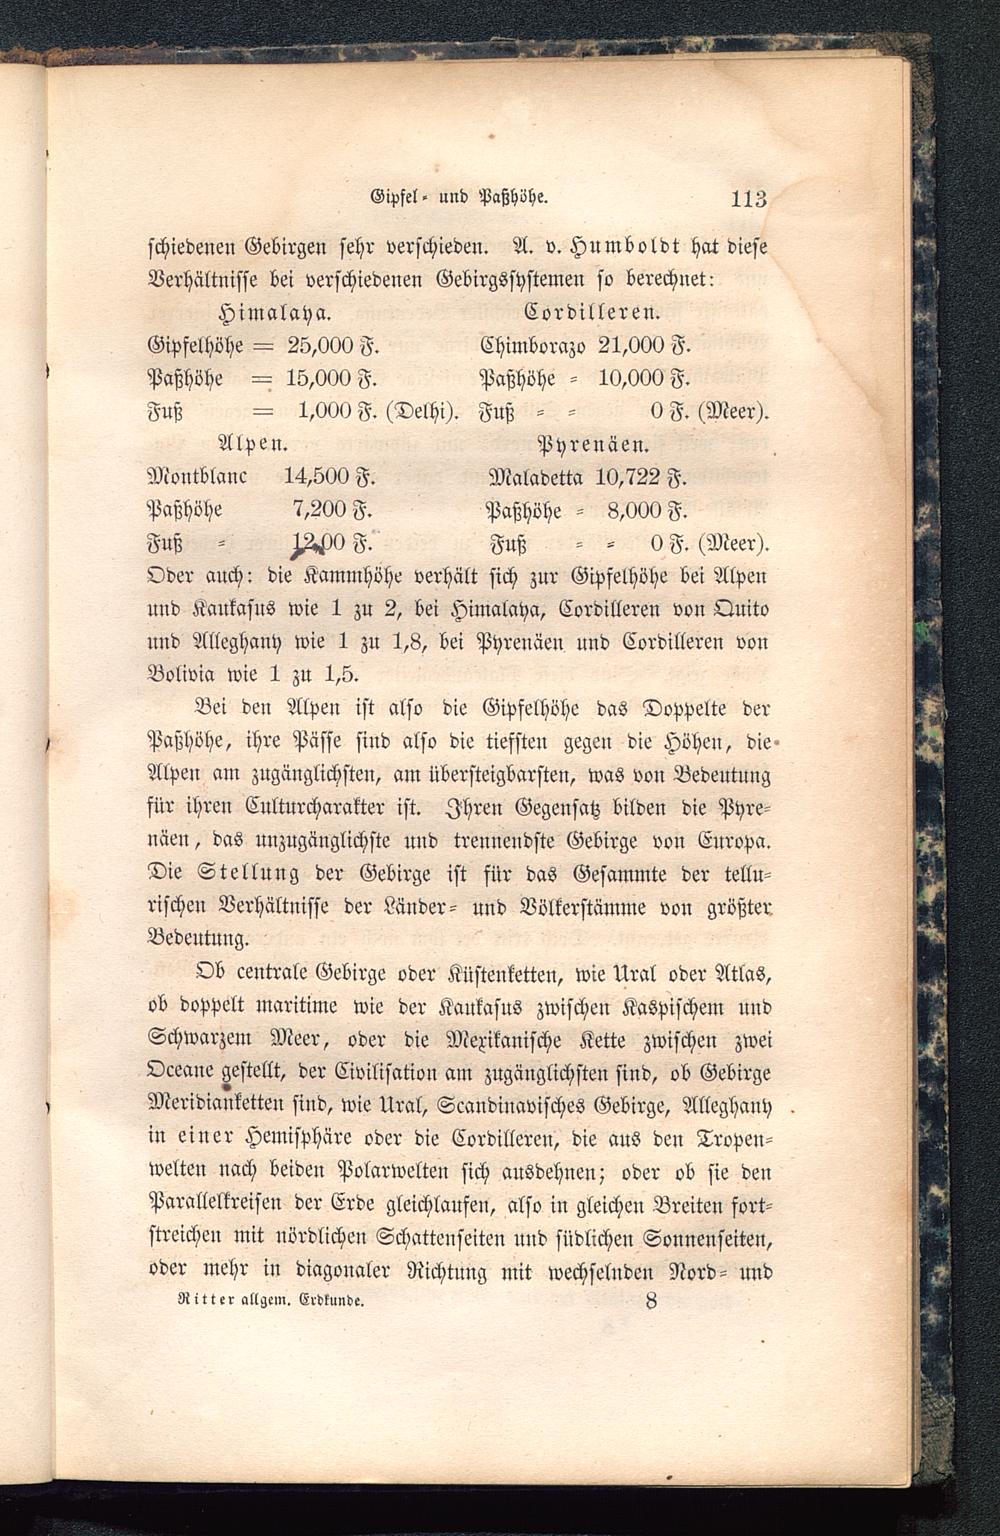 Gipfel- und Paßhöhe. 113
schiedenen Gebirgen sehr verschieden. A. v. Humboldt hat diese
Verhältnisse bei verschiedenen Gebirgssystemen so berechnet:
Himalaya. Cordilleren.
Gipfelhöhe = 25,000 F. Chimborazo 21,000 F.
Paßhöhe = 15,000 F. Paßhöhe - 10,000 F.
Fuß = 1,000 F. (Delhi). Fuß - - 0 F. (Meer).
Alpen. Pyrenäen.
Montblanc 14,500 F. Maladetta 10,722 F.
Paßhöhe 7,200 F. Paßhöhe - 8,000 F.
Fuß - 12,00 F. Fuß - - 0 F. (Meer).
Oder auch: die Kammhöhe verhält sich zur Gipfelhöhe bei Alpen
und Kaukasus wie 1 zu 2, bei Himalaya, Cordilleren von Quito
und Alleghany wie 1 zu 1,8, bei Pyrenäen und Cordilleren von
Bolivia wie 1 zu 1,5.
Bei den Alpen ist also die Gipfelhöhe das Doppelte der
Paßhöhe, ihre Pässe sind also die tiefsten gegen die Höhen, die
Alpen am zugänglichsten, am übersteigbarsten, was von Bedeutung
für ihren Culturcharakter ist. Ihren Gegensatz bilden die Pyre-
näen, das unzugänglichste und trennendste Gebirge von Europa.
Die Stellung der Gebirge ist für das Gesammte der tellu-
rischen Verhältnisse der Länder- und Völkerstämme von größter
Bedeutung.
Ob centrale Gebirge oder Küstenketten, wie Ural oder Atlas,
ob doppelt maritime wie der Kaukasus zwischen Kaspischem und
Schwarzem Meer, oder die Mexikanische Kette zwischen zwei
Oceane gestellt, der Civilisation am zugänglichsten sind, ob Gebirge
Meridianketten sind, wie Ural, Scandinavisches Gebirge, Alleghany
in einer Hemisphäre oder die Cordilleren, die aus den Tropen-
welten nach beiden Polarwelten sich ausdehnen; oder ob sie den
Parallelkreisen der Erde gleichlaufen, also in gleichen Breiten fort-
streichen mit nördlichen Schattenseiten und südlichen Sonnenseiten,
oder mehr in diagonaler Richtung mit wechselnden Nord- und
Ritter allgem. Erdkunde. 8